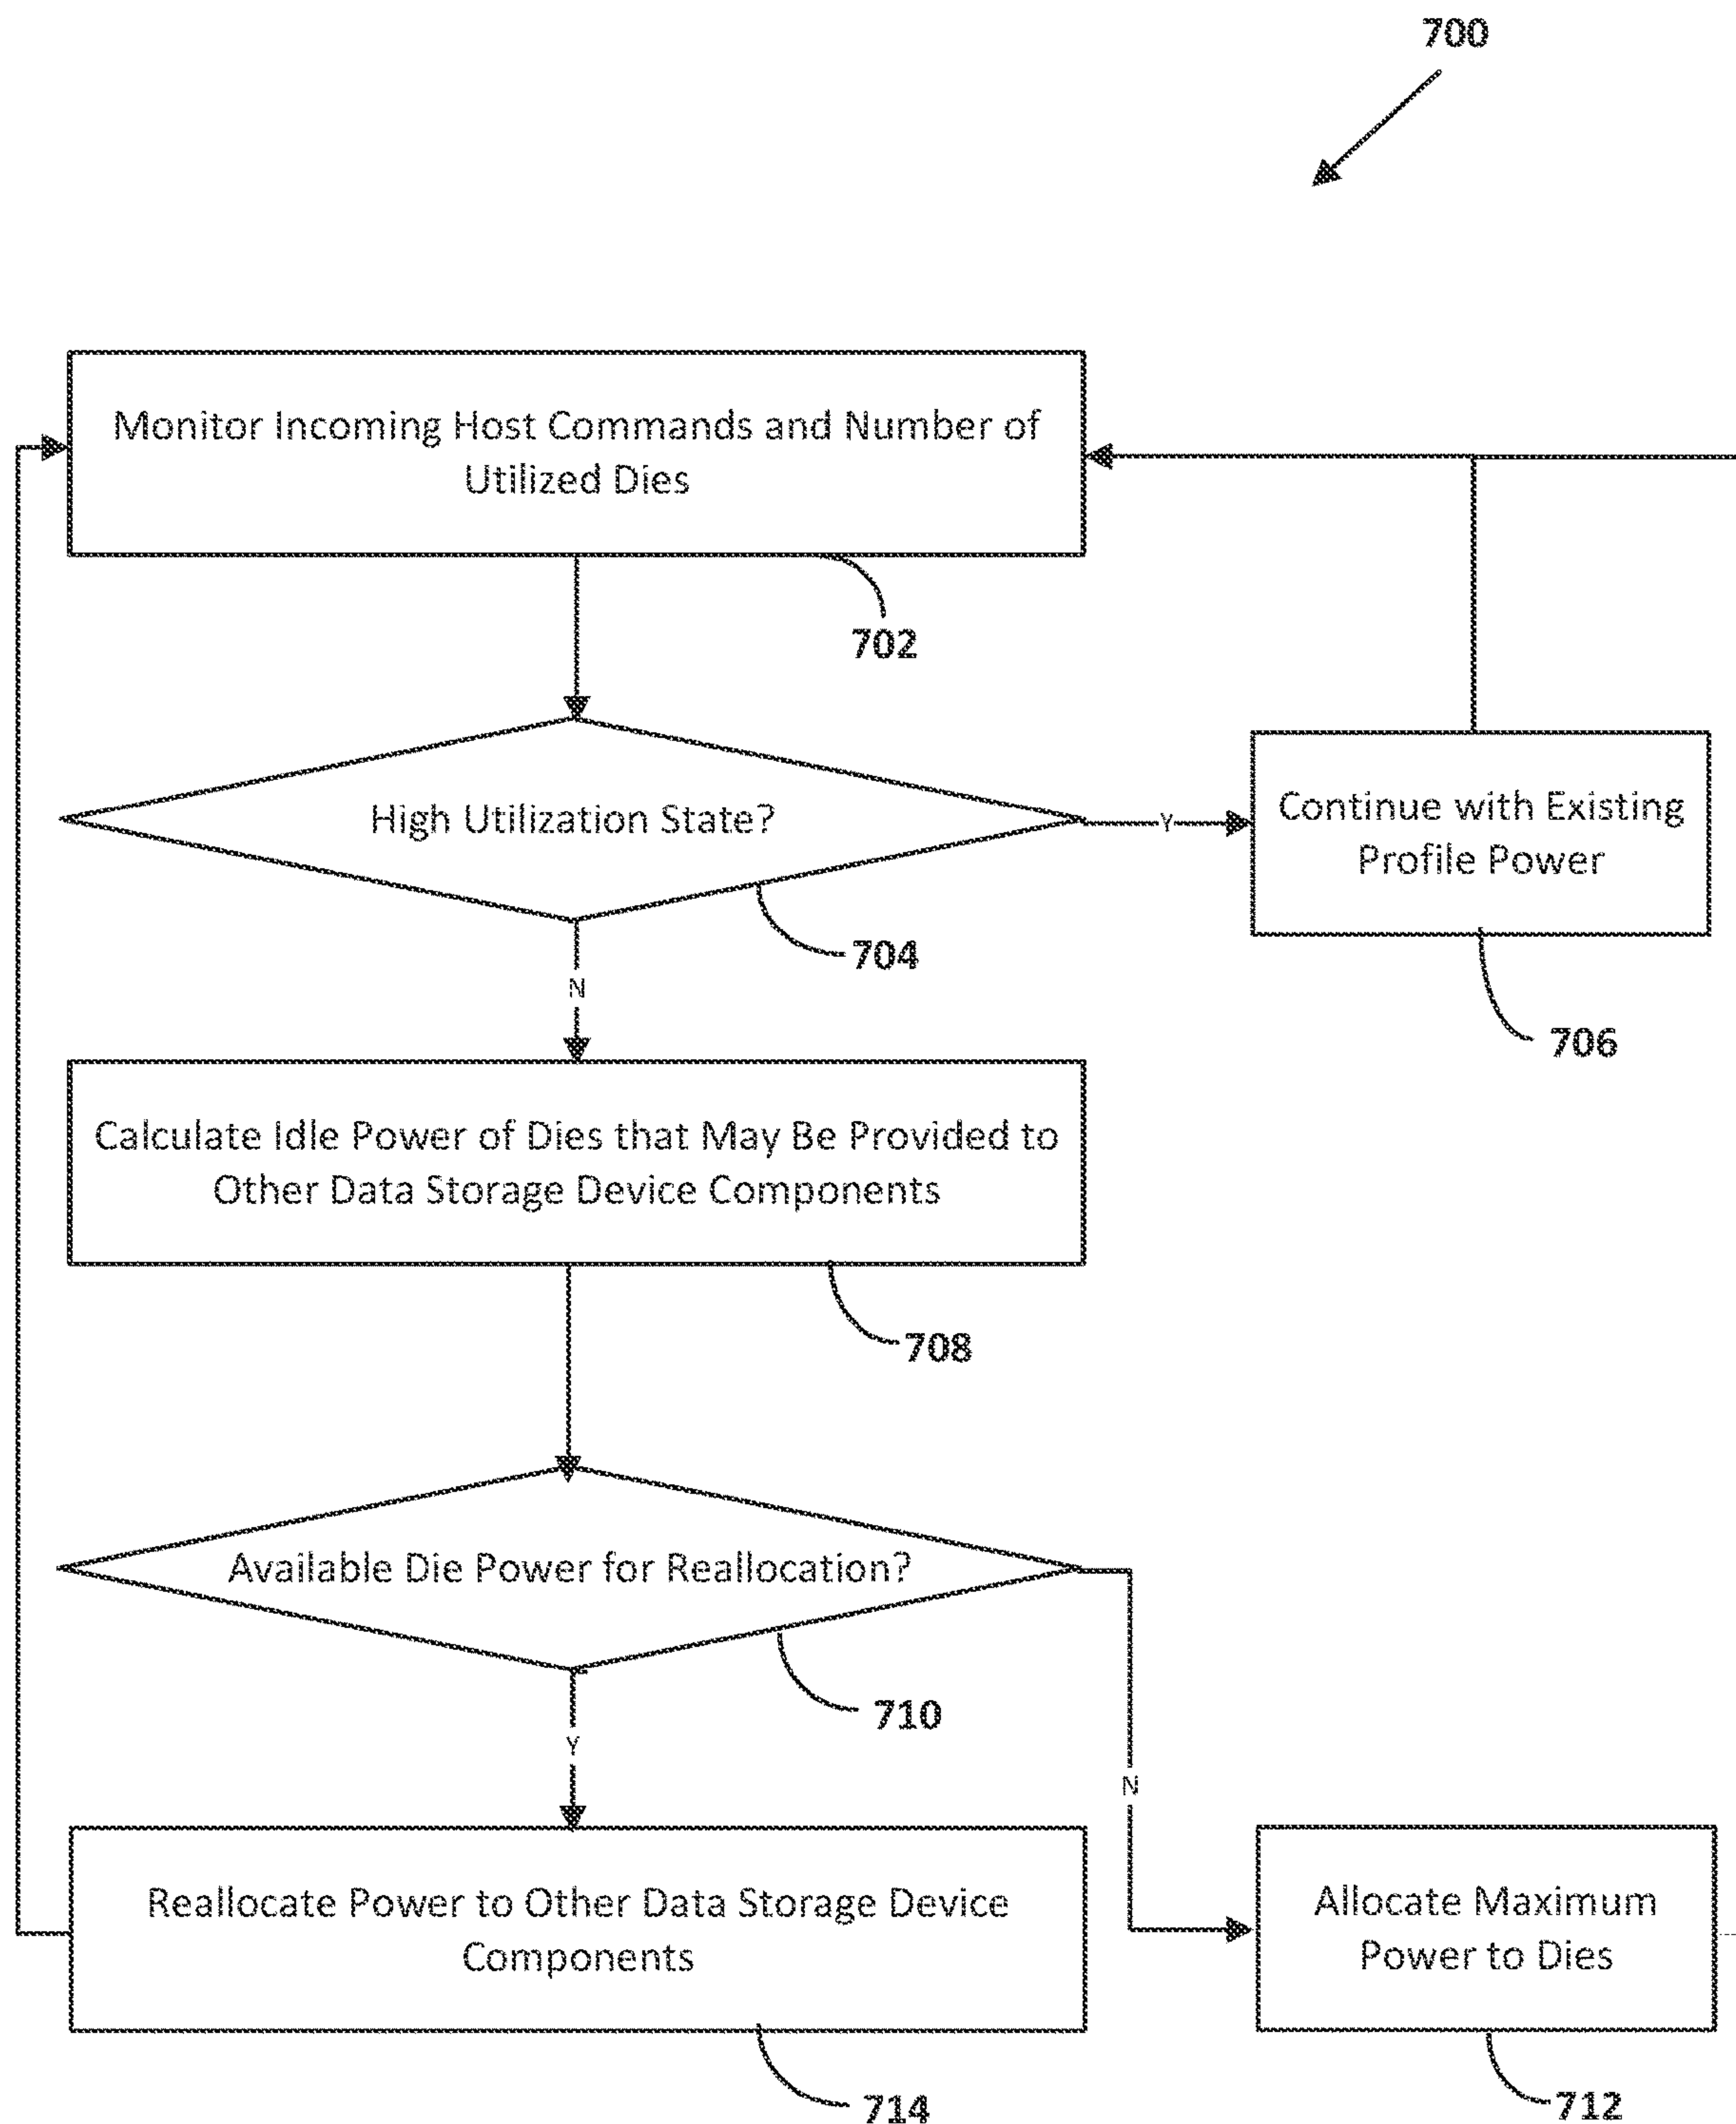 700
Monitor Incoming Host Commands and Number of
Utilized Dies
702
High Utilization State?
Y
Continue with Existing
Profile Power
704
N
706
Calculate Idle Power of Dies that May Be Provided to
Other Data Storage Device Components
708
Available Die Power for Reallocation?
710
Y
N
Reallocate Power to Other Data Storage Device
Components
Allocate Maximum
Power to Dies
714
712